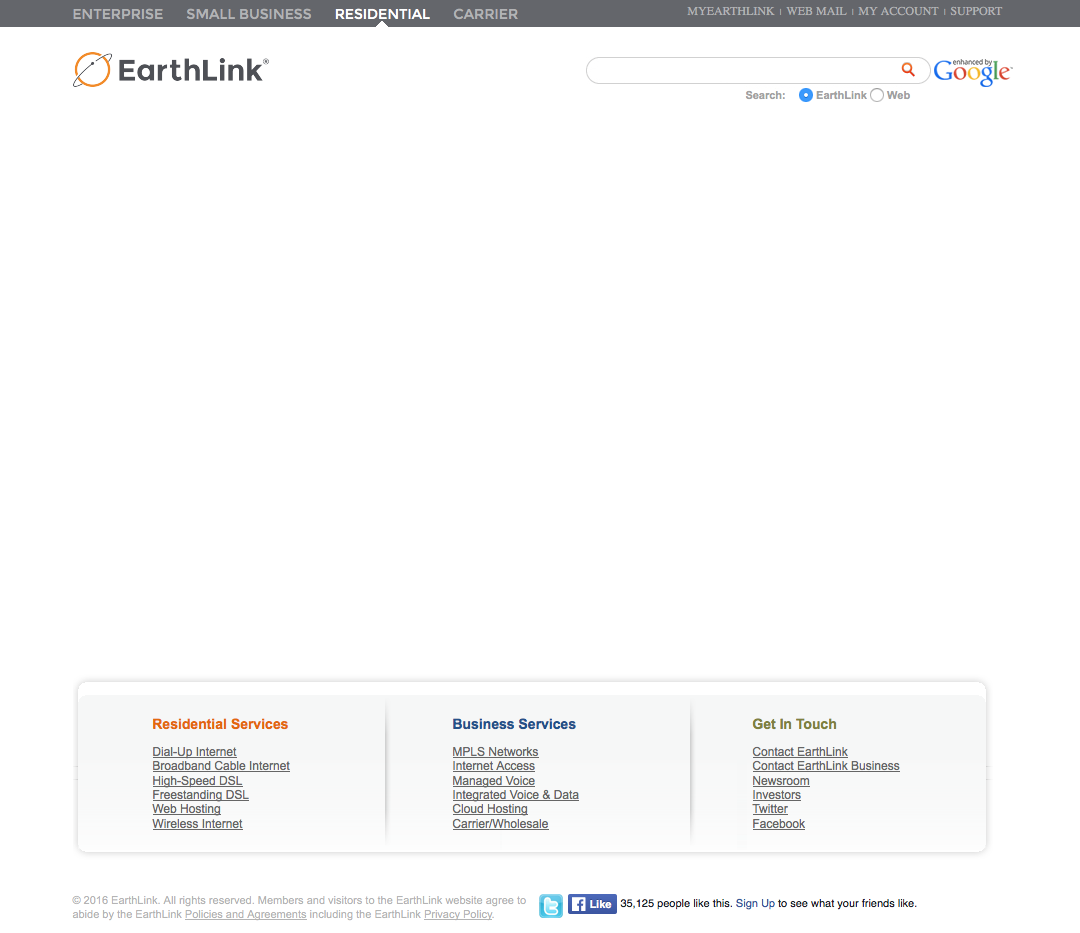 ENTERPRISE SMALL BUSINESS RESIDENTIAL CARRIER MYEARTHLINK | WEB MAIL | MY ACCOUNT | SUPPORT
EarthLink®
enhanced by
Google™
Search: EarthLink Web
Residential Services
Dial-Up Internet
Broadband Cable Internet
High-Speed DSL
Freestanding DSL
Web Hosting
Wireless Internet
Business Services
MPLS Networks
Internet Access
Managed Voice
Integrated Voice & Data
Cloud Hosting
Carrier/Wholesale
Get In Touch
Contact EarthLink
Contact EarthLink Business
Newsroom
Investors
Twitter
Facebook
© 2016 EarthLink. All rights reserved. Members and visitors to the EarthLink website agree to
abide by the EarthLink Policies and Agreements including the EarthLink Privacy Policy.
Like 35,125 people like this. Sign Up to see what your friends like.